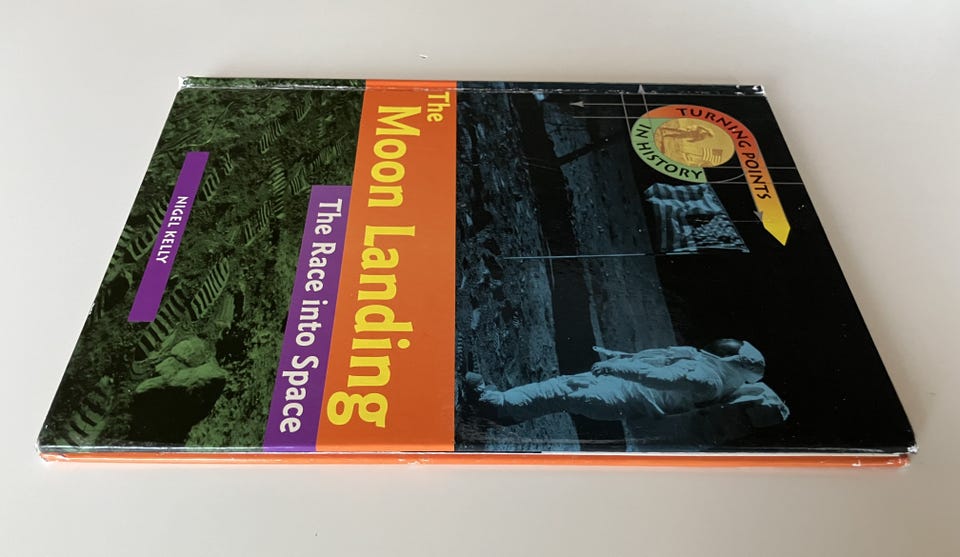 TURNING POINTS
IN HISTORY
The
Moon Landing
The Race into Space
NIGEL KELLY